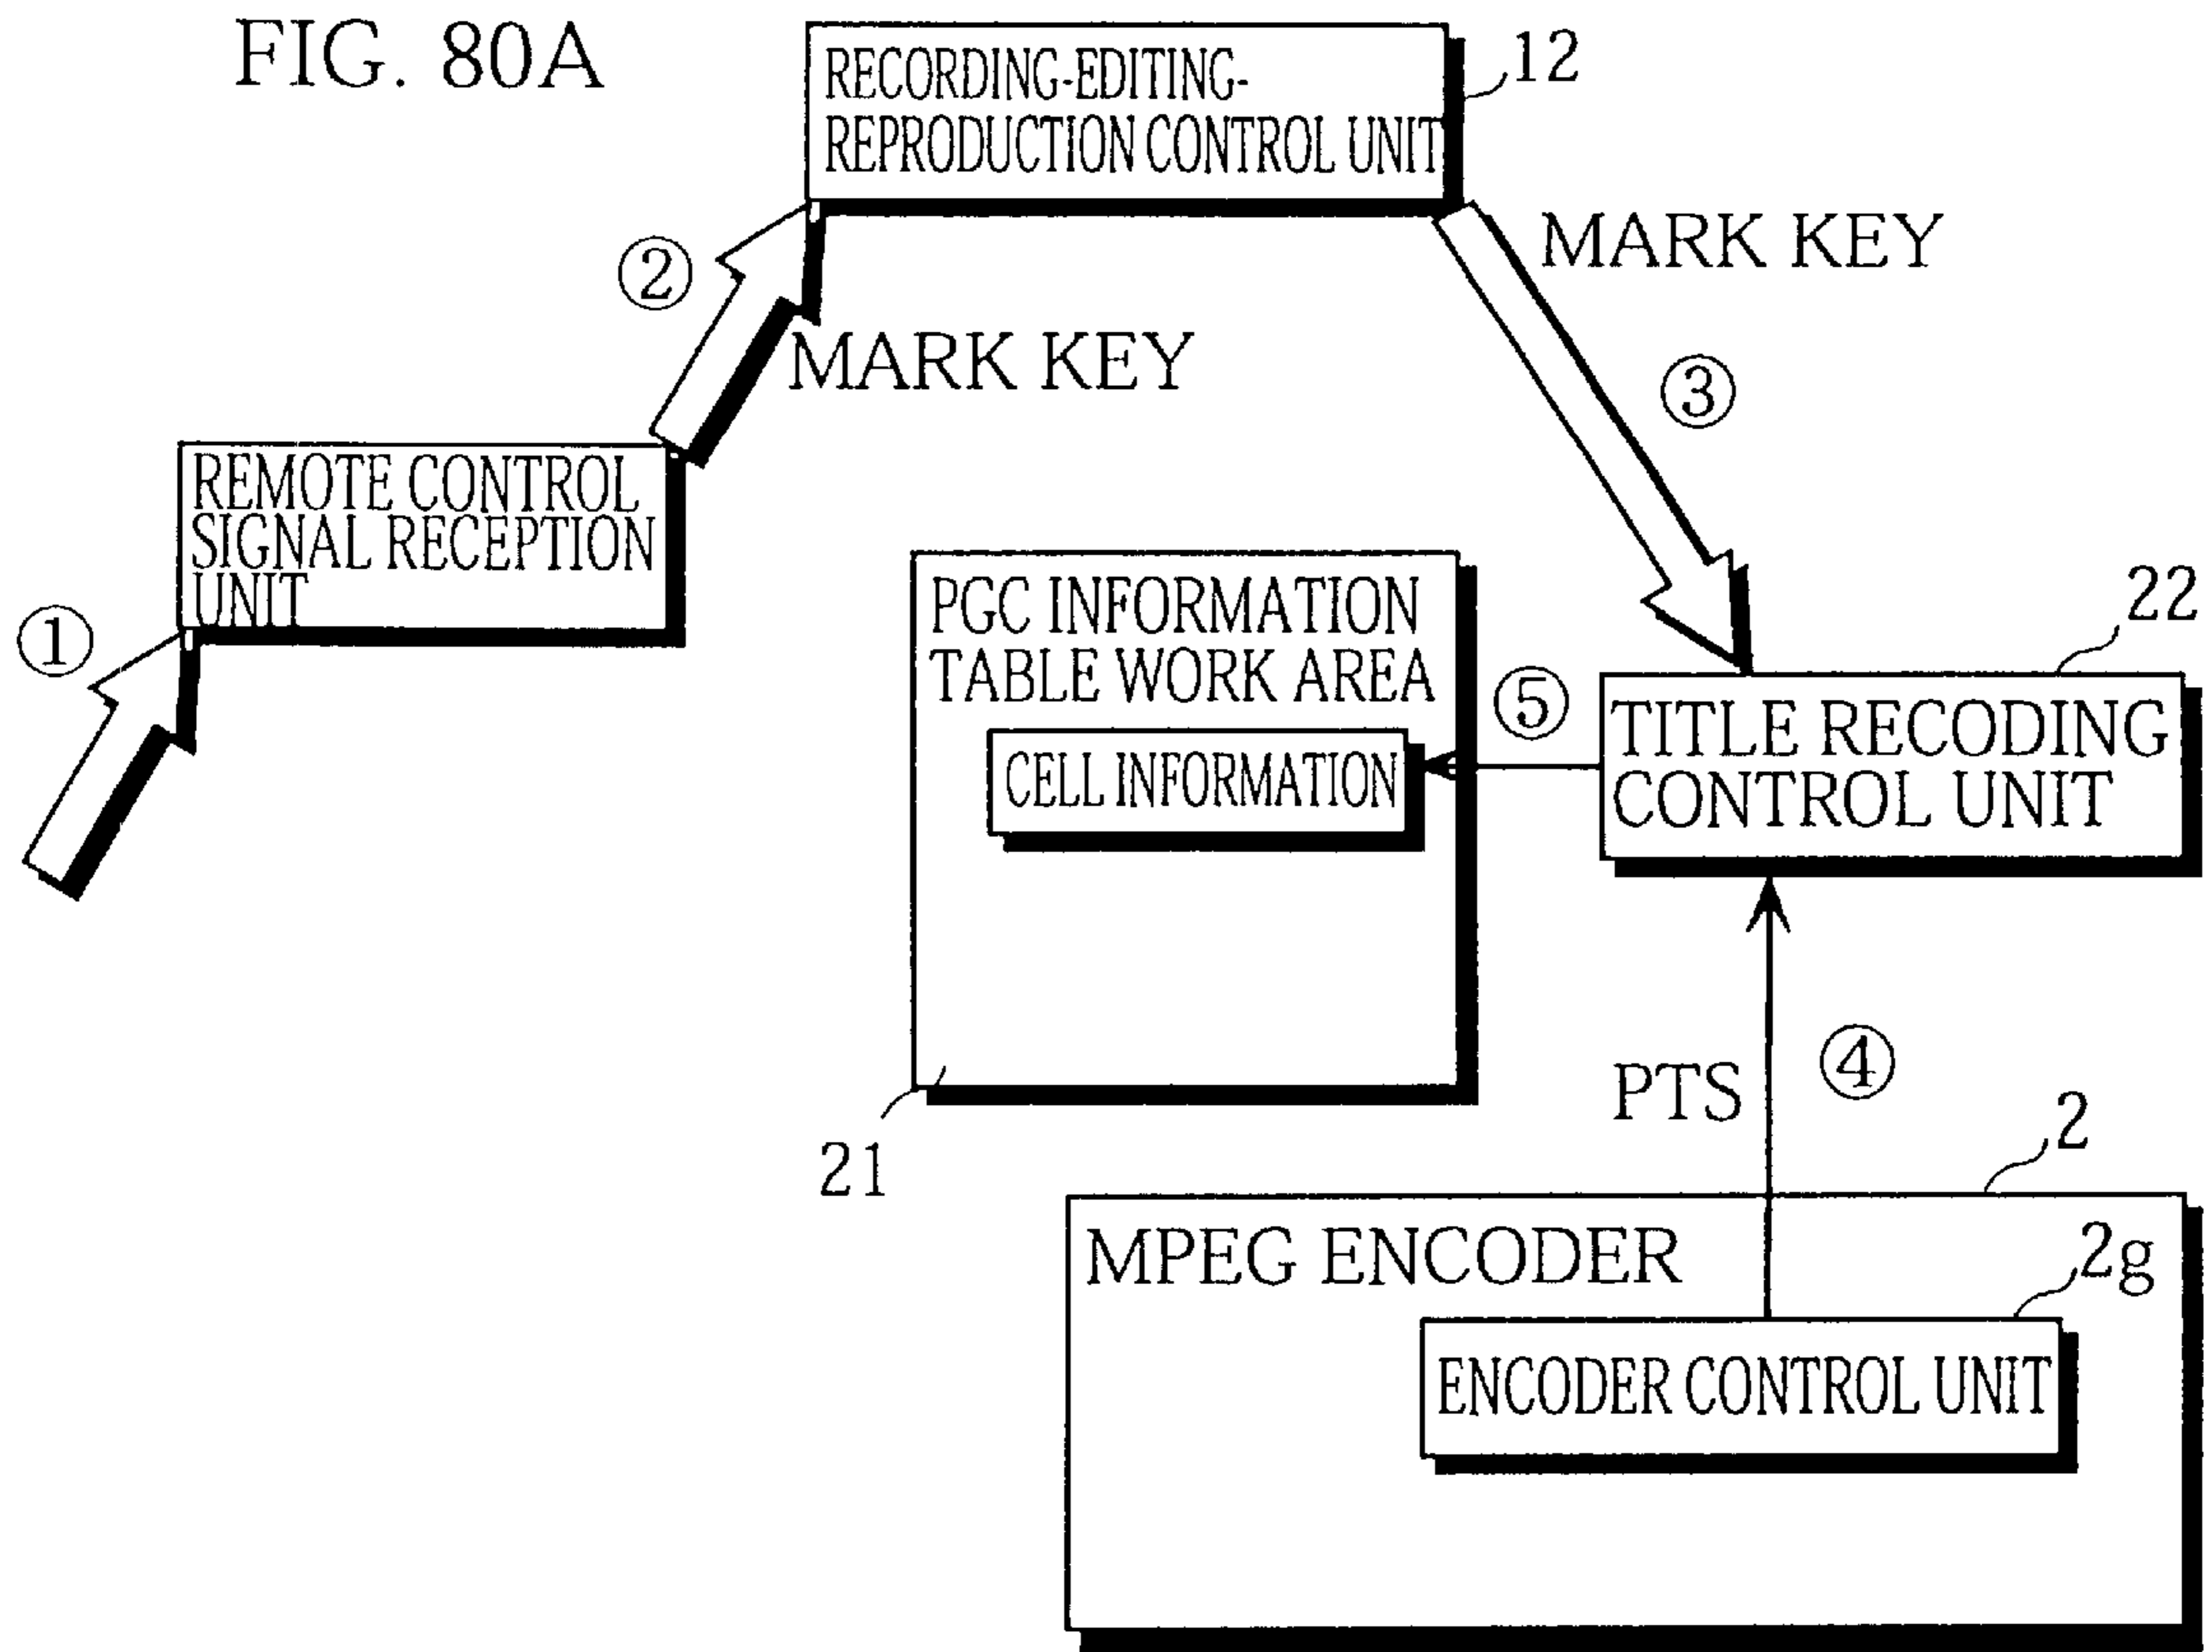 FIG. 80A
RECORDING-EDITING-
REPRODUCTION CONTROL UNIT
12
②
MARK KEY
MARK KEY
③
REMOTE CONTROL
SIGNAL RECEPTION
UNIT
①
PGC INFORMATION
TABLE WORK AREA
CELL INFORMATION
21
⑤
22
TITLE RECODING
CONTROL UNIT
PTS
④
2
MPEG ENCODER
2g
ENCODER CONTROL UNIT